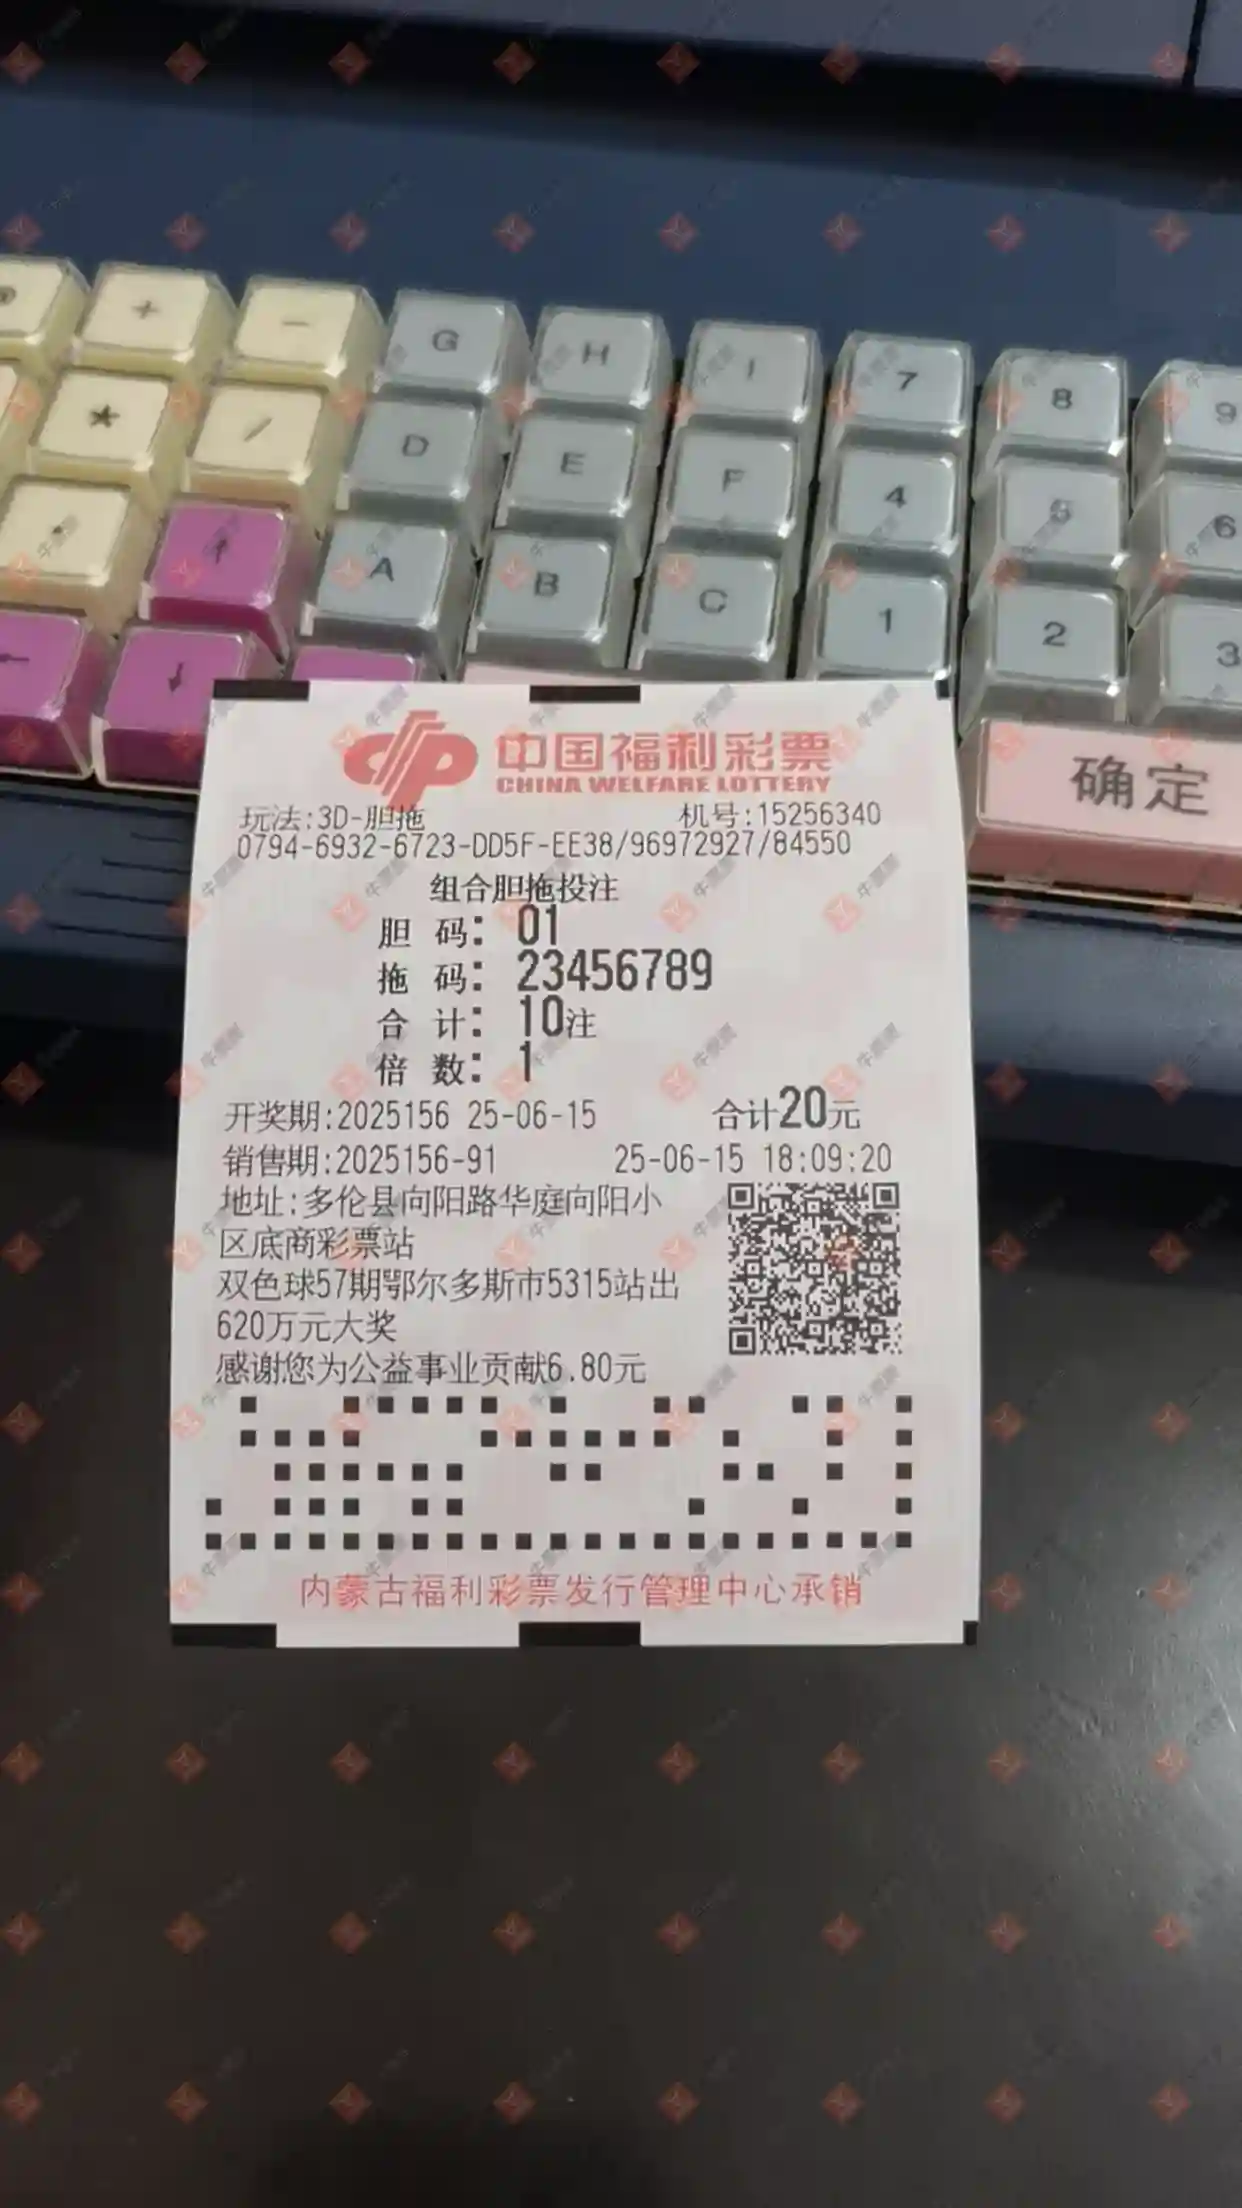 + − G H I 7 8 9
* / D E F 4 5 6
↑ A B C 1 2 3
← ↓ 确定
中国福利彩票
CHINA WELFARE LOTTERY
玩法:3D-胆拖 机号:15256340
0794-6932-6723-DD5F-EE38/96972927/84550
组合胆拖投注
胆 码: 01
拖 码: 23456789
合 计: 10注
倍 数: 1
开奖期:2025156 25-06-15 合计20元
销售期:2025156-91 25-06-15 18:09:20
地址:多伦县向阳路华庭向阳小
区底商彩票站
双色球57期鄂尔多斯市5315站出
620万元大奖
感谢您为公益事业贡献6.80元
内蒙古福利彩票发行管理中心承销